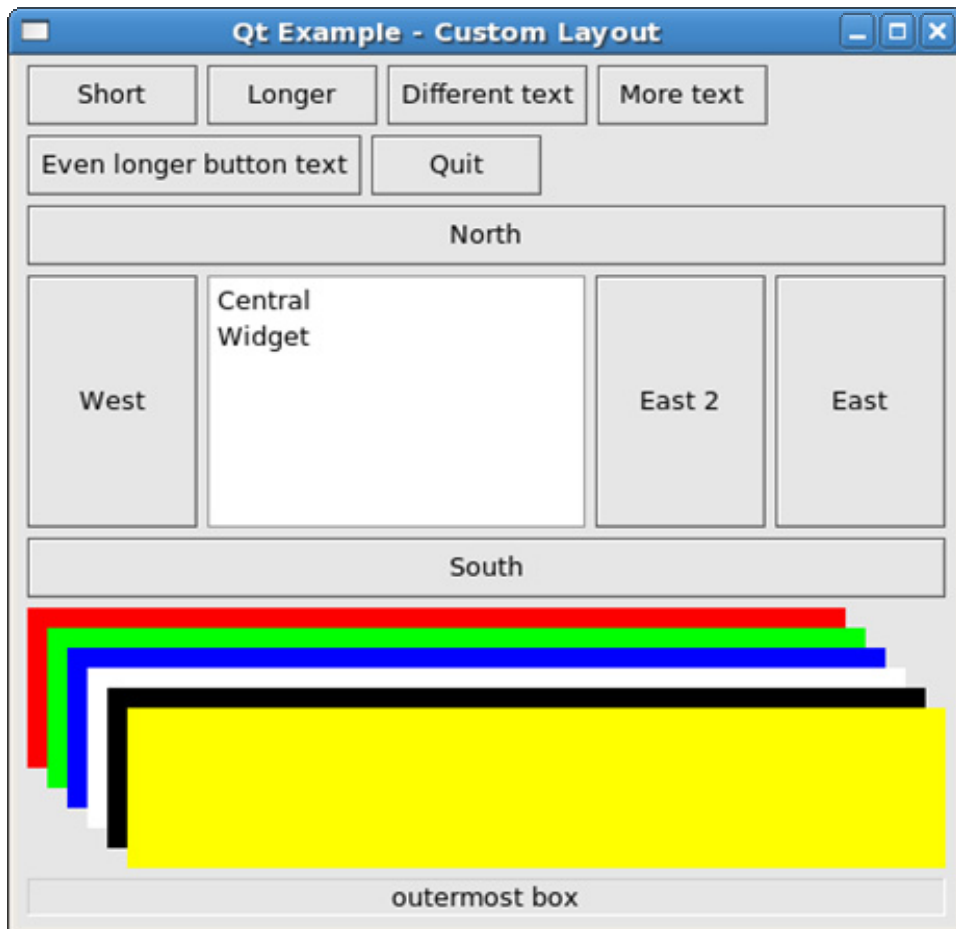 Qt Example - Custom Layout
Short Longer Different text More text
Even longer button text Quit
North
Central
Widget
West East 2 East
South
outermost box